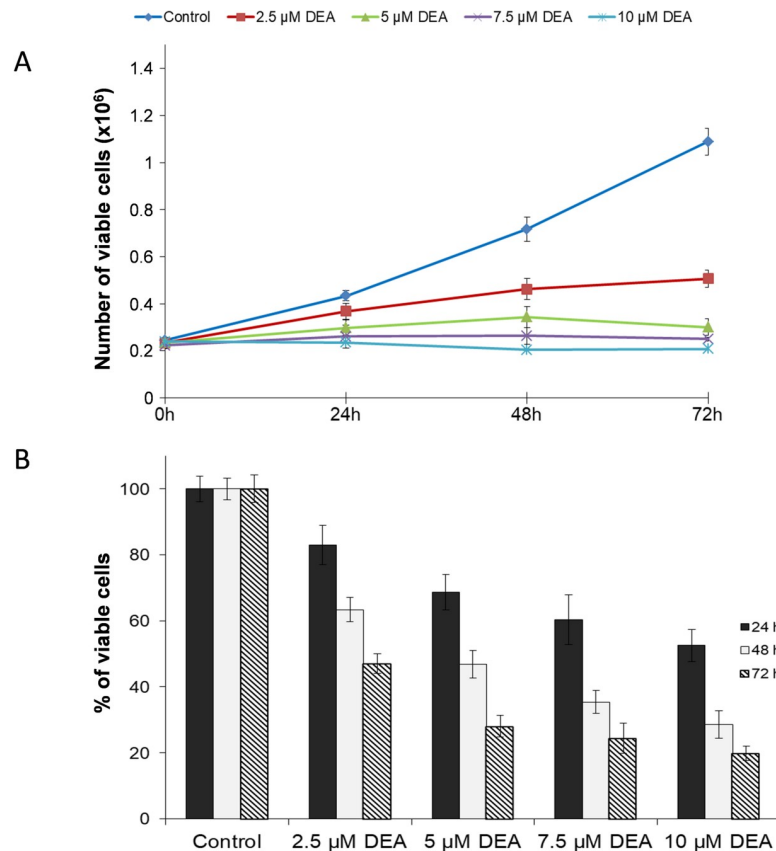 Control 2.5 µM DEA 5 µM DEA 7.5 µM DEA 10 µM DEA
A
Number of viable cells (x10⁶)
1.4
1.2
1
0.8
0.6
0.4
0.2
0
0h 24h 48h 72h
B
% of viable cells
100
80
60
40
20
0
24 h
48 h
72 h
Control 2.5 µM DEA 5 µM DEA 7.5 µM DEA 10 µM DEA